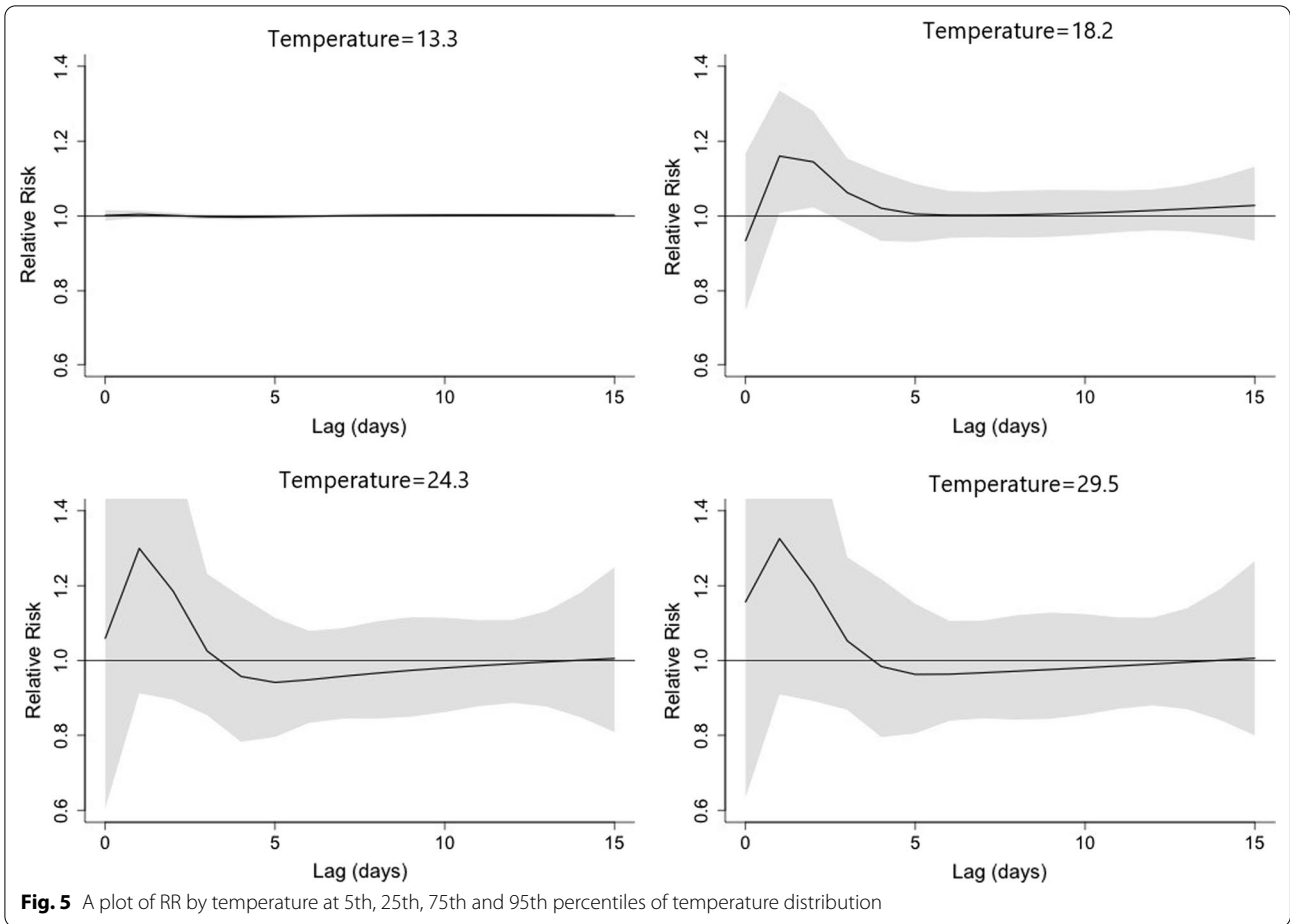 Temperature=13.3
Relative Risk
1.4
1.2
1.0
0.8
0.6
0
5
10
15
Lag (days)
Temperature=18.2
Relative Risk
1.4
1.2
1.0
0.8
0.6
0
5
10
15
Lag (days)
Temperature=24.3
Relative Risk
1.4
1.2
1.0
0.8
0.6
0
5
10
15
Lag (days)
Temperature=29.5
Relative Risk
1.4
1.2
1.0
0.8
0.6
0
5
10
15
Lag (days)
Fig. 5 A plot of RR by temperature at 5th, 25th, 75th and 95th percentiles of temperature distribution